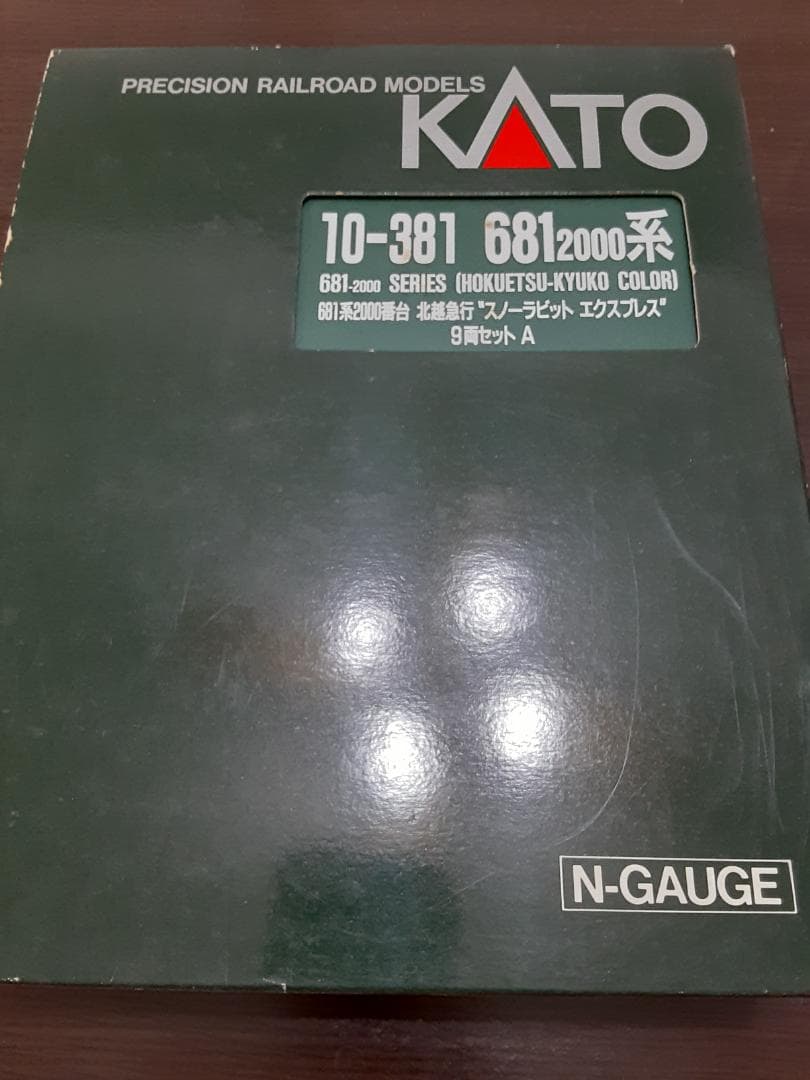 PRECISION RAILROAD MODELS
KATO
10-381 6812000系
681-2000 SERIES (HOKUETSU-KYUKO COLOR)
681系2000番台 北越急行 "スノーラビット エクスプレス"
9両セット A
N-GAUGE